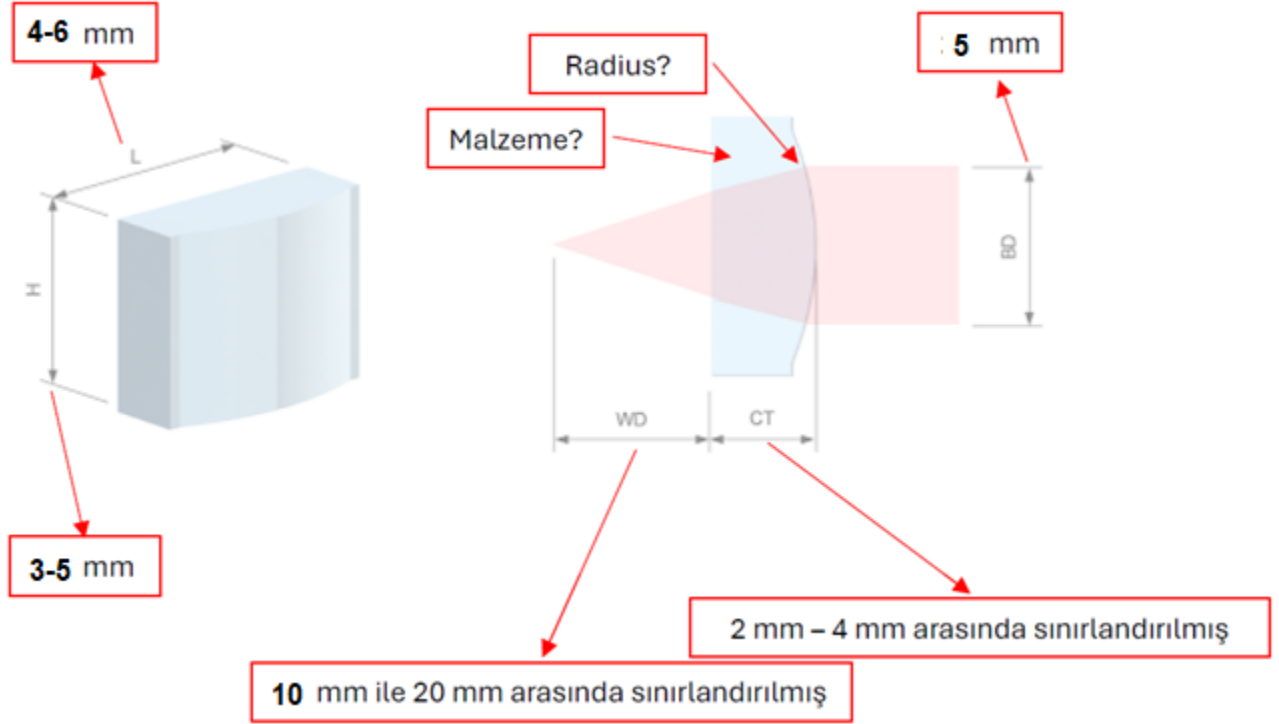 4-6 mm
Radius?
5 mm
Malzeme?
L
H
BD
WD
CT
3-5 mm
2 mm – 4 mm arasında sınırlandırılmış
10 mm ile 20 mm arasında sınırlandırılmış